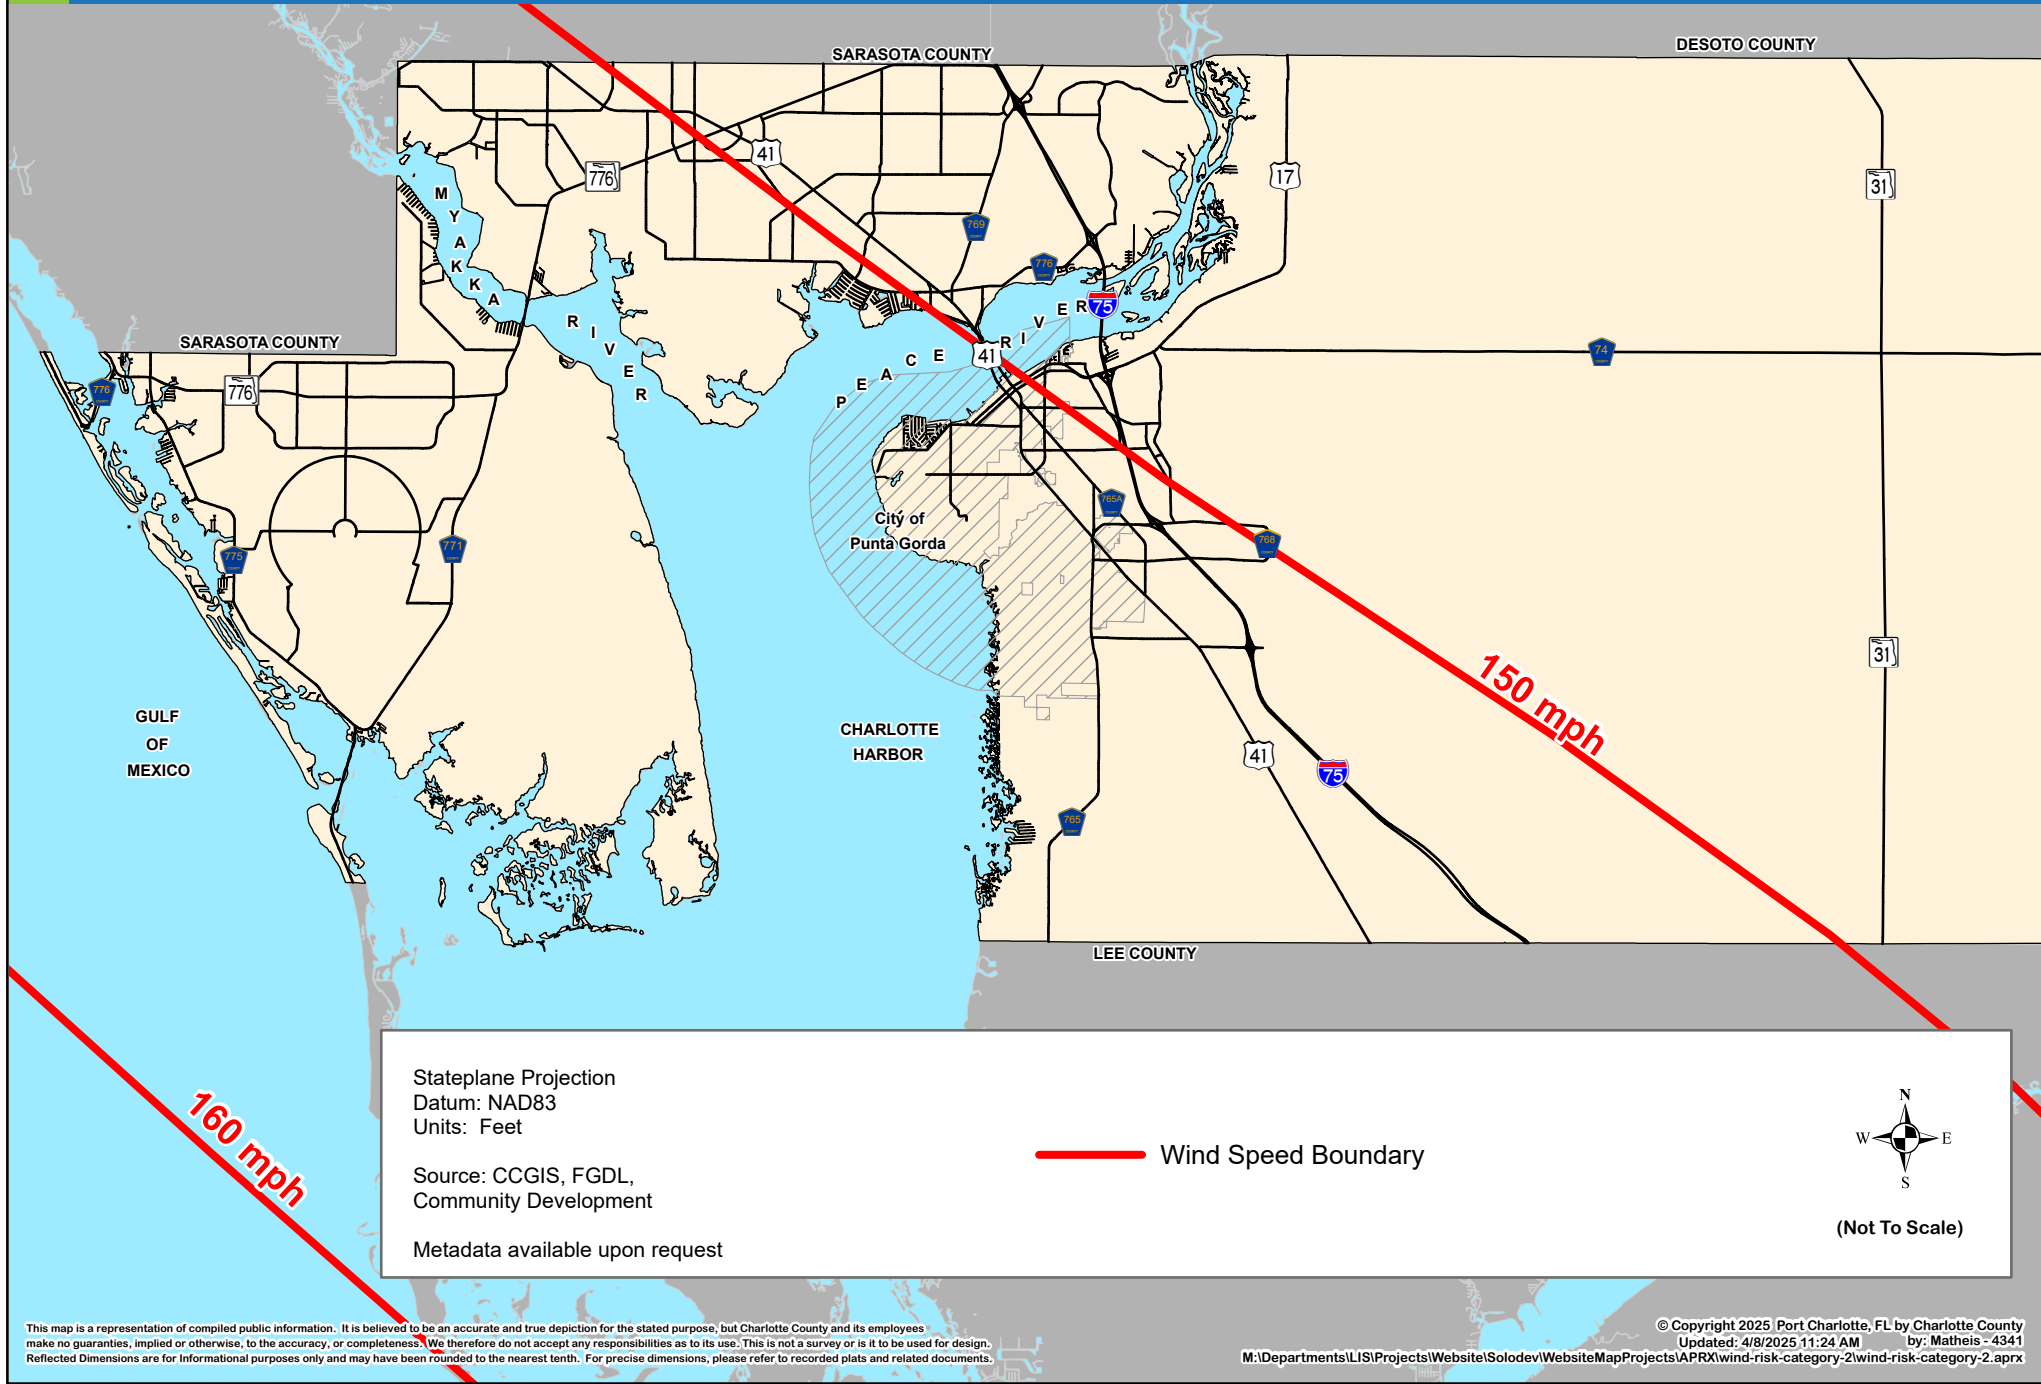 SARASOTA COUNTY
DESOTO COUNTY
41
776
17
31
769
776
MYAKKA
RIVER
75
PEACE RIVER
SARASOTA COUNTY
41
74
776
776
765A
City of
Punta Gorda
768
775
771
31
150 mph
GULF
OF
MEXICO
CHARLOTTE
HARBOR
41
75
765
LEE COUNTY
160 mph
Stateplane Projection
Datum: NAD83
Units: Feet
Source: CCGIS, FGDL,
Community Development
Metadata available upon request
Wind Speed Boundary
N
W E
S
(Not To Scale)
This map is a representation of compiled public information. It is believed to be an accurate and true depiction for the stated purpose, but Charlotte County and its employees
make no guaranties, implied or otherwise, to the accuracy, or completeness. We therefore do not accept any responsibilities as to its use. This is not a survey or is it to be used for design.
Reflected Dimensions are for Informational purposes only and may have been rounded to the nearest tenth. For precise dimensions, please refer to recorded plats and related documents.
© Copyright 2025 Port Charlotte, FL by Charlotte County
Updated: 4/8/2025 11:24 AM by: Matheis - 4341
M:\Departments\LIS\Projects\Website\Solodev\WebsiteMapProjects\APRX\wind-risk-category-2\wind-risk-category-2.aprx